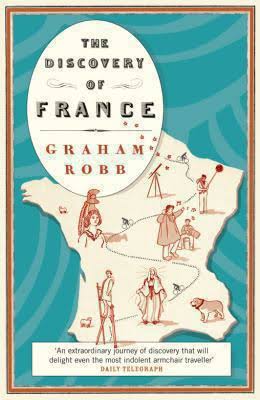 THE
DISCOVERY
OF
FRANCE
GRAHAM
ROBB
'An extraordinary journey of discovery that will
delight even the most indolent armchair traveller'
DAILY TELEGRAPH